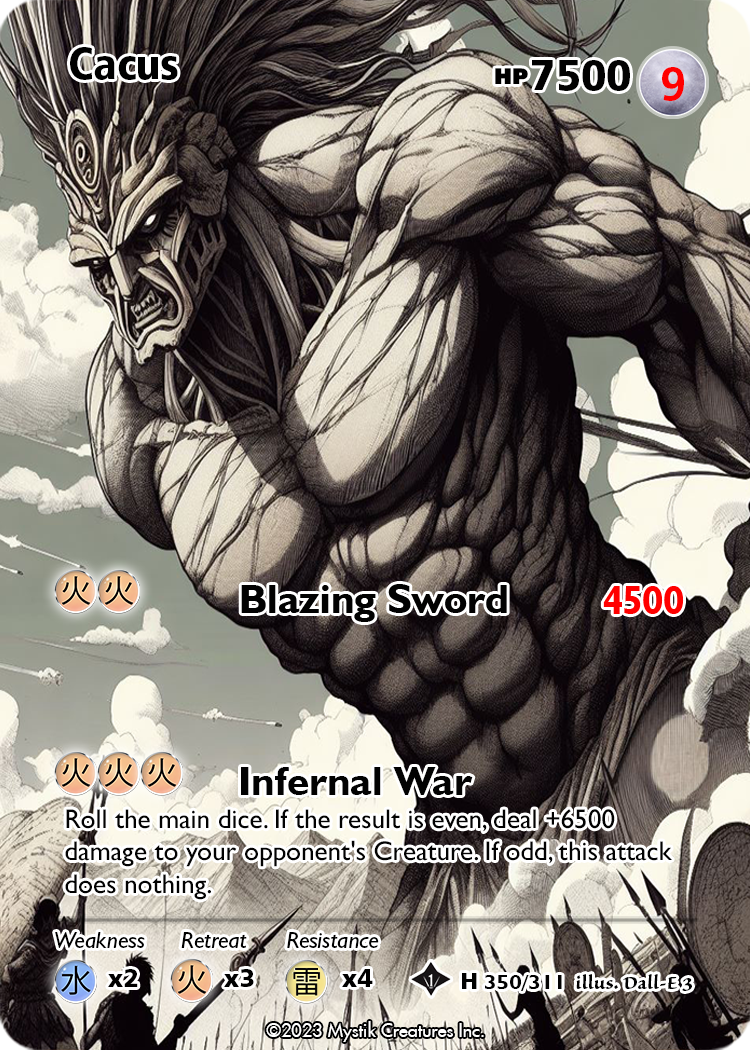 Cacus HP7500 9
火火 Blazing Sword 4500
火火火 Infernal War
Roll the main dice. If the result is even, deal +6500
damage to your opponent's Creature. If odd, this attack
does nothing.
Weakness Retreat Resistance
水 x2 火 x3 雷 x4 1 H 350/311 illus. Dall-E 3
©2023 Mystik Creatures Inc.